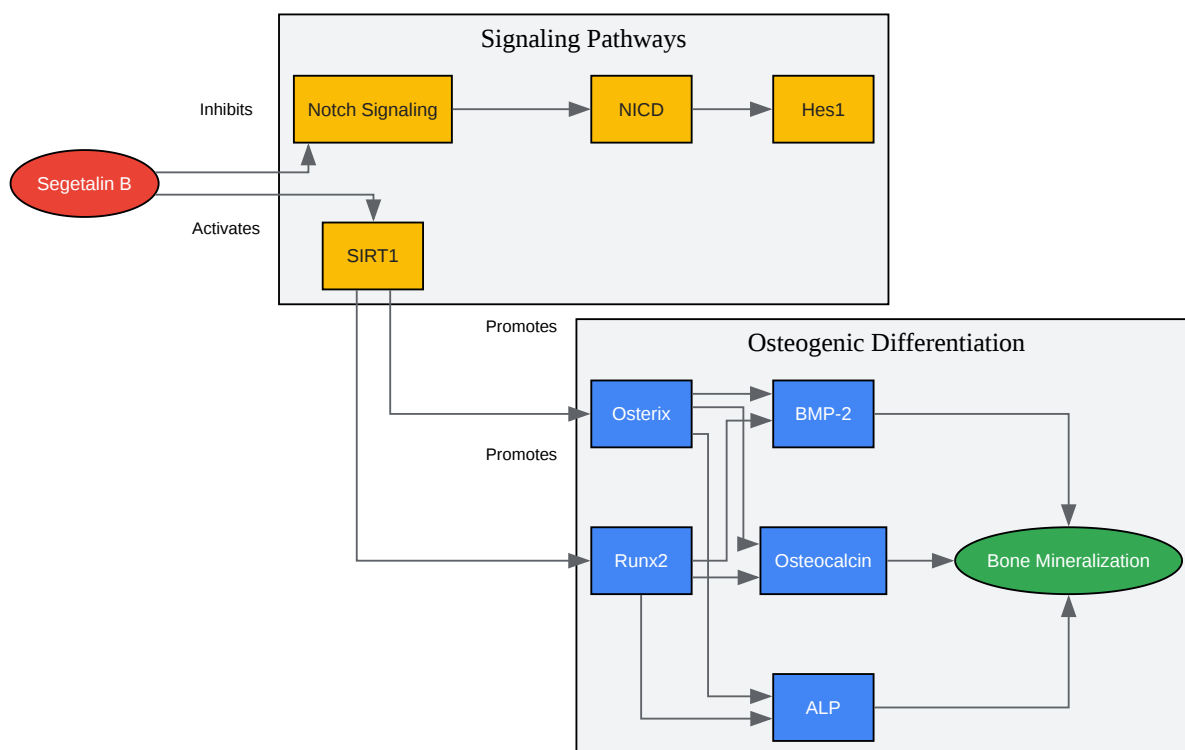 Signaling Pathways
Inhibits
Notch Signaling
NICD
Hes1
Segetalin B
Activates
SIRT1
Promotes
Osteogenic Differentiation
Osterix
BMP-2
Promotes
Runx2
Osteocalcin
Bone Mineralization
ALP